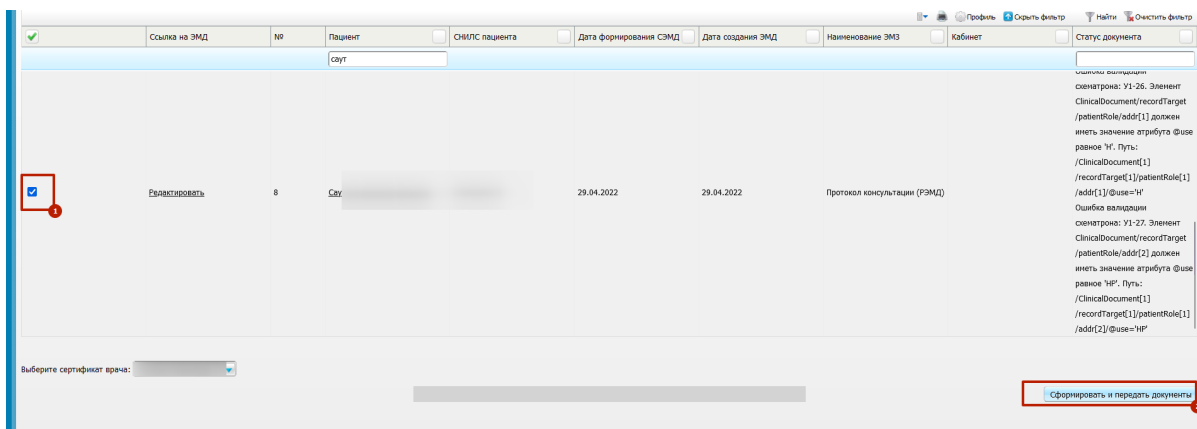 Профиль Скрыть фильтр Найти Очистить фильтр
Ссылка на ЭМД № Пациент СНИЛС пациента Дата формирования СЭМД Дата создания ЭМД Наименование ЭМЗ Кабинет Статус документа
саут
Ошибка валидации
схематрона: У1-26. Элемент
ClinicalDocument/recordTarget
/patientRole/addr[1] должен
иметь значение атрибута @use
равное 'H'. Путь:
/ClinicalDocument[1]
/recordTarget[1]/patientRole[1]
Редактировать 8 Сау 29.04.2022 29.04.2022 Протокол консультации (РЭМД) /addr[1]/@use='H'
1
Ошибка валидации
схематрона: У1-27. Элемент
ClinicalDocument/recordTarget
/patientRole/addr[2] должен
иметь значение атрибута @use
равное 'HP'. Путь:
/ClinicalDocument[1]
/recordTarget[1]/patientRole[1]
/addr[2]/@use='HP'
Выберите сертификат врача:
Сформировать и передать документы